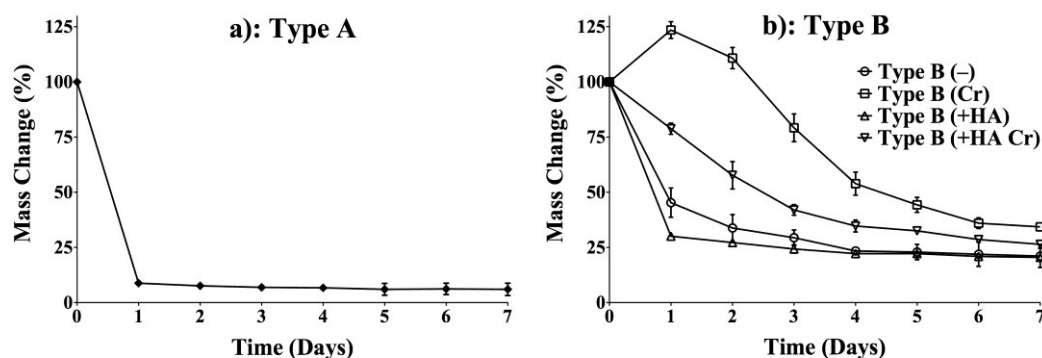 a): Type A
Mass Change (%)
125
100
75
50
25
0
0 1 2 3 4 5 6 7
Time (Days)
b): Type B
Mass Change (%)
125
100
75
50
25
0
Type B (–)
Type B (Cr)
Type B (+HA)
Type B (+HA Cr)
0 1 2 3 4 5 6 7
Time (Days)